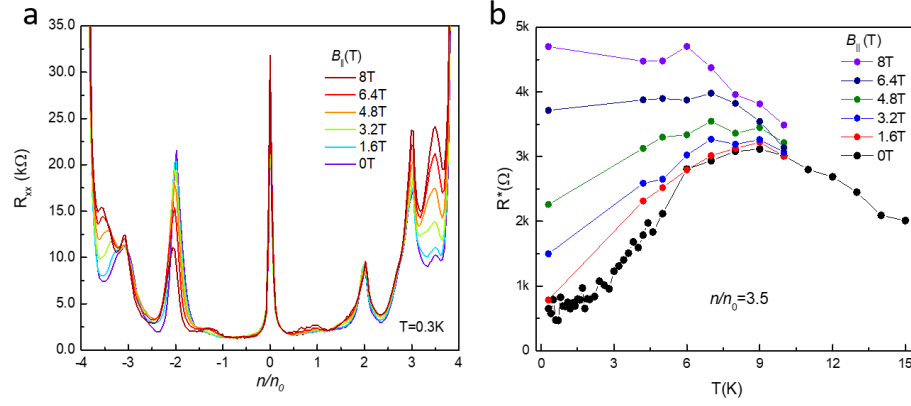 a
35.0
30.0
25.0
20.0
15.0
10.0
5.0
0.0
R_xx (kΩ)
B_||(T)
8T
6.4T
4.8T
3.2T
1.6T
0T
T=0.3K
-4 -3 -2 -1 0 1 2 3 4
n/n_0
b
5k
4k
3k
2k
1k
0
R*(Ω)
B_||(T)
8T
6.4T
4.8T
3.2T
1.6T
0T
n/n_0=3.5
0 3 6 9 12 15
T(K)